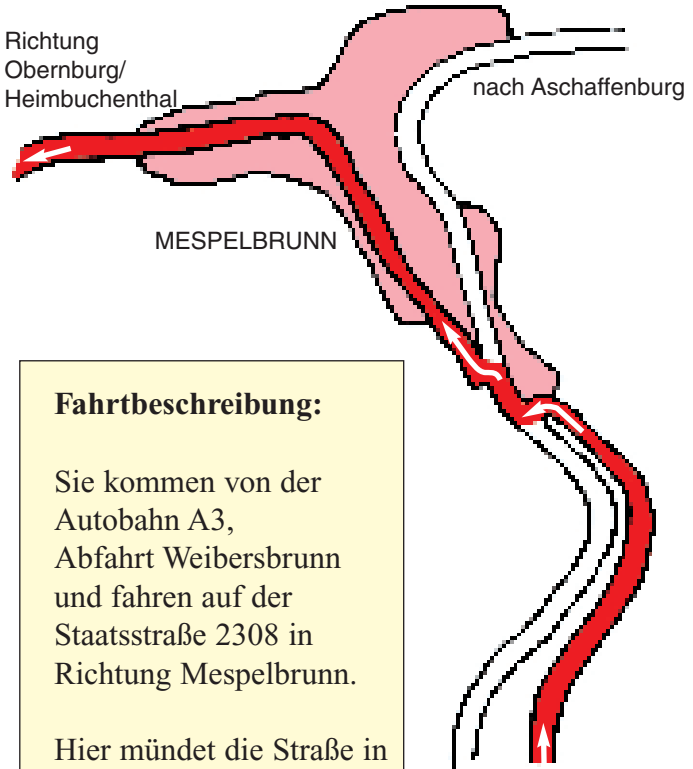 Richtung
Obernburg/
Heimbuchenthal
nach Aschaffenburg
MESPELBRUNN
Fahrtbeschreibung:
Sie kommen von der
Autobahn A3,
Abfahrt Weibersbrunn
und fahren auf der
Staatsstraße 2308 in
Richtung Mespelbrunn.
Hier mündet die Straße in